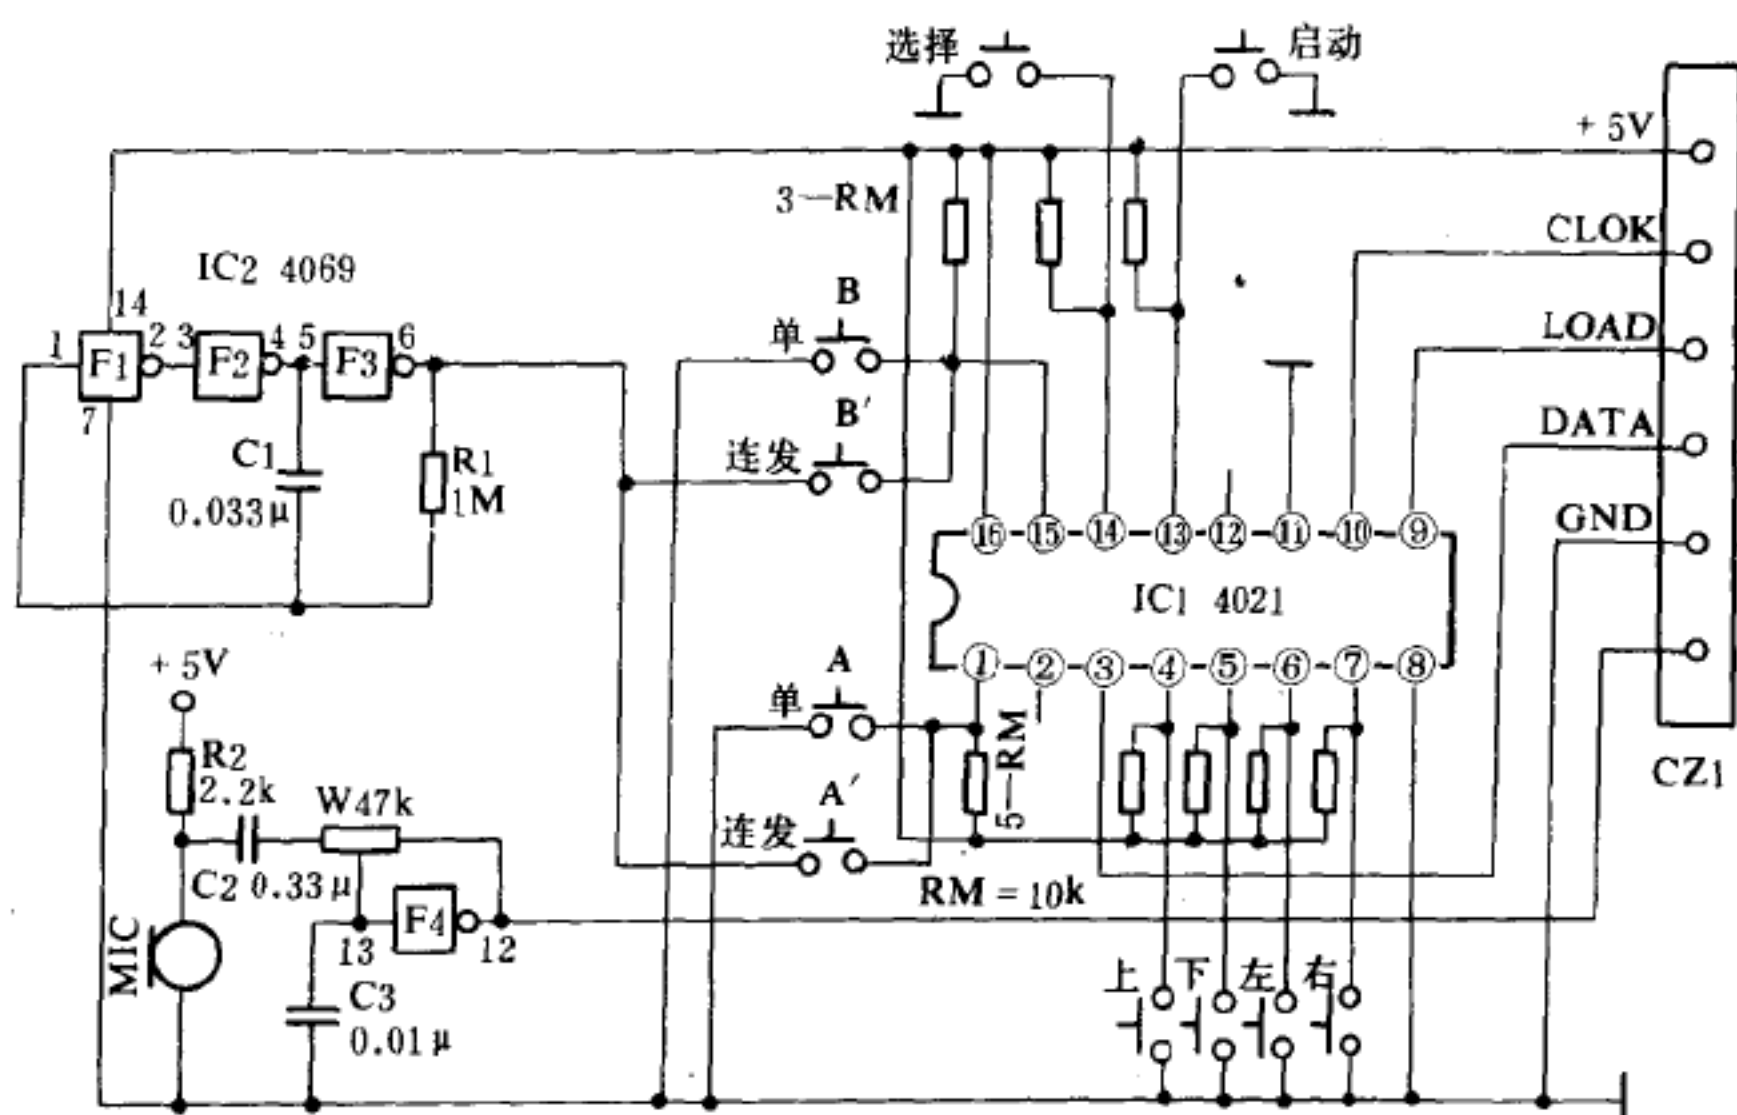 选择
启动
+5V
3—RM
CLOK
IC2 4069
B
14
单
LOAD
1
2
3
4
5
6
F1
F2
F3
7
B′
DATA
连发
C1
0.033μ
R1
1M
GND
16
15
14
13
12
11
10
9
IC1 4021
+5V
A
1
2
3
4
5
6
7
8
单
R2
2.2k
5—RM
CZ1
W47k
A′
连发
C2 0.33μ
RM=10k
F4
13
12
MIC
上
下
左
右
C3
0.01μ